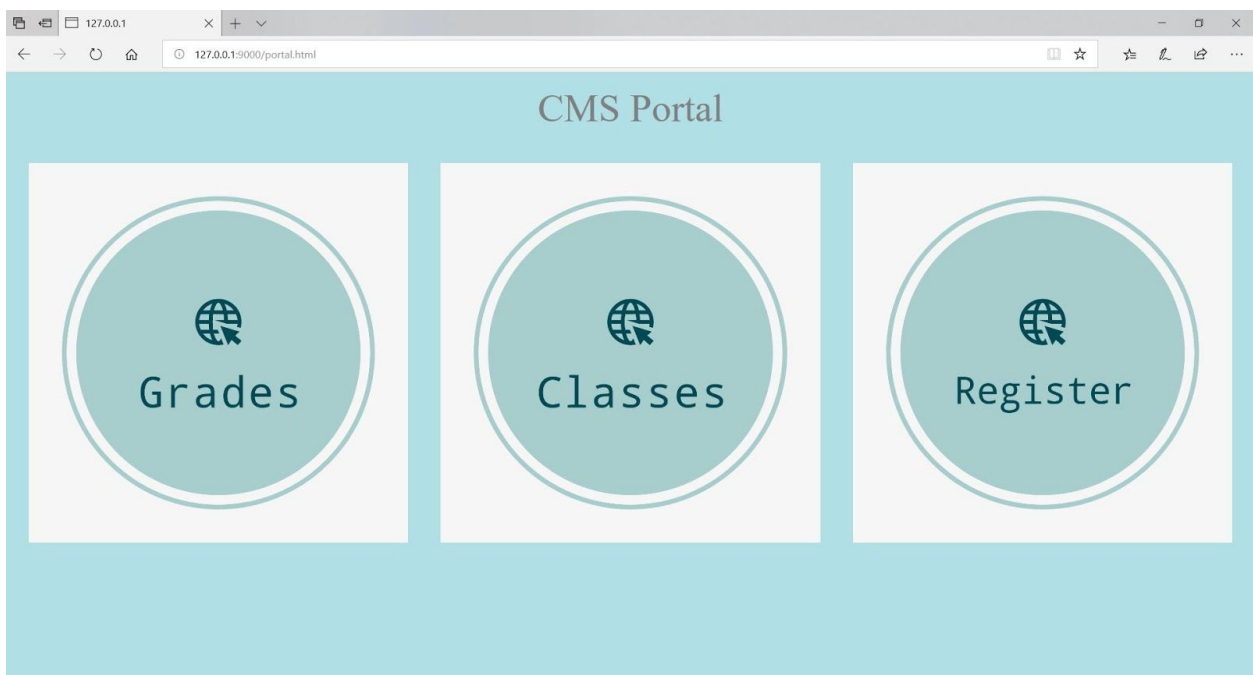 127.0.0.1
127.0.0.1:9000/portal.html
CMS Portal
Grades
Classes
Register